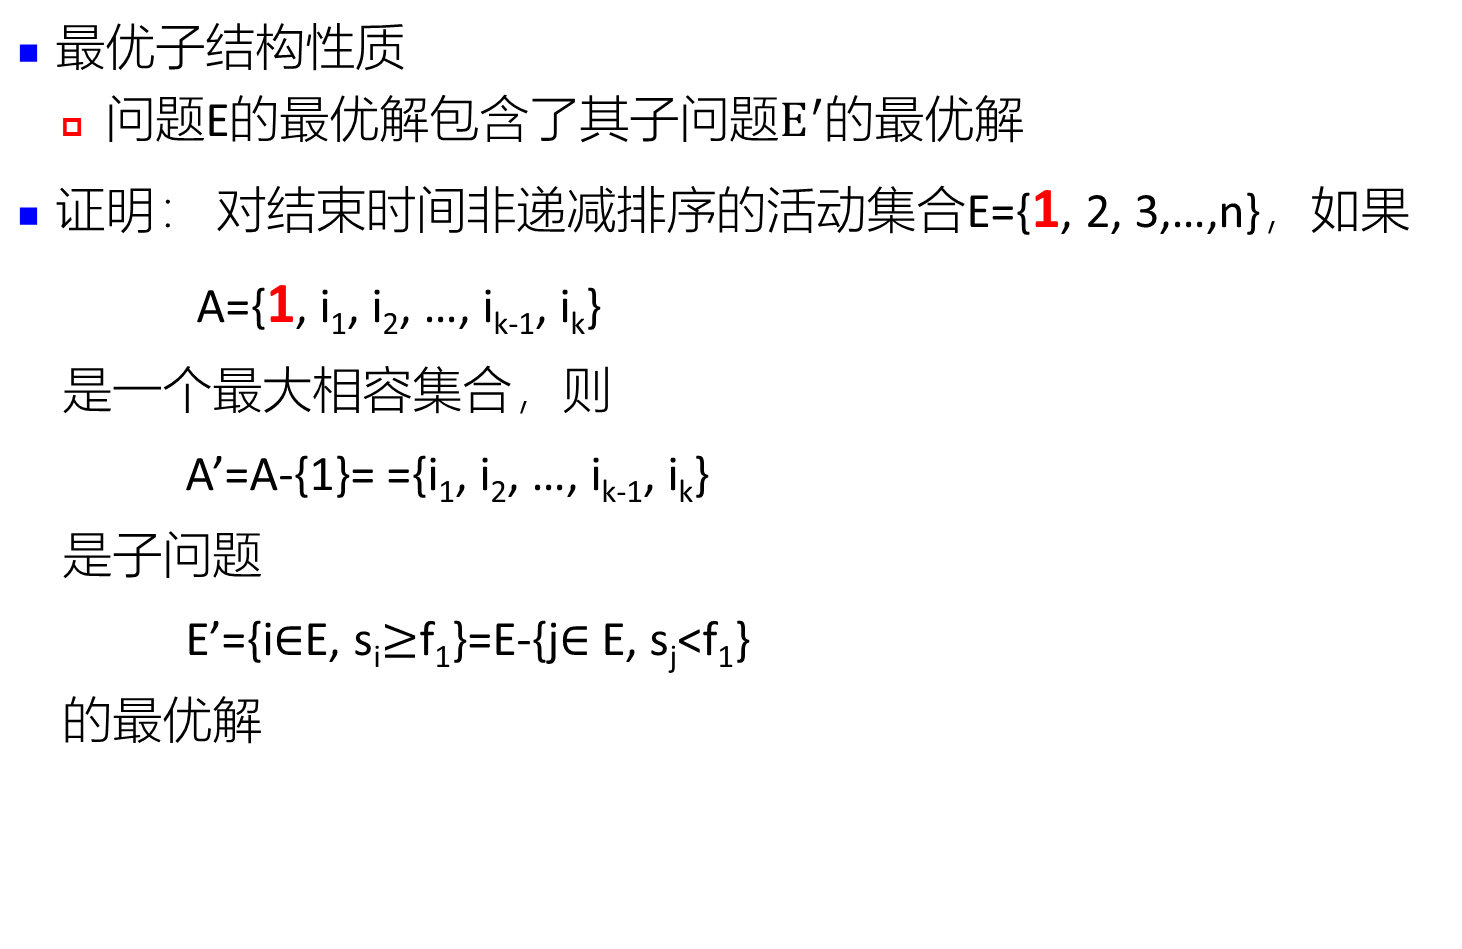 最优子结构性质
问题E的最优解包含了其子问题E′的最优解
证明： 对结束时间非递减排序的活动集合E={1, 2, 3,...,n}，如果
A={1, i₁, i₂, ..., iₖ₋₁, iₖ}
是一个最大相容集合，则
A’=A-{1}= ={i₁, i₂, ..., iₖ₋₁, iₖ}
是子问题
E’={i∈E, sᵢ≥f₁}=E-{j∈ E, sⱼ<f₁}
的最优解